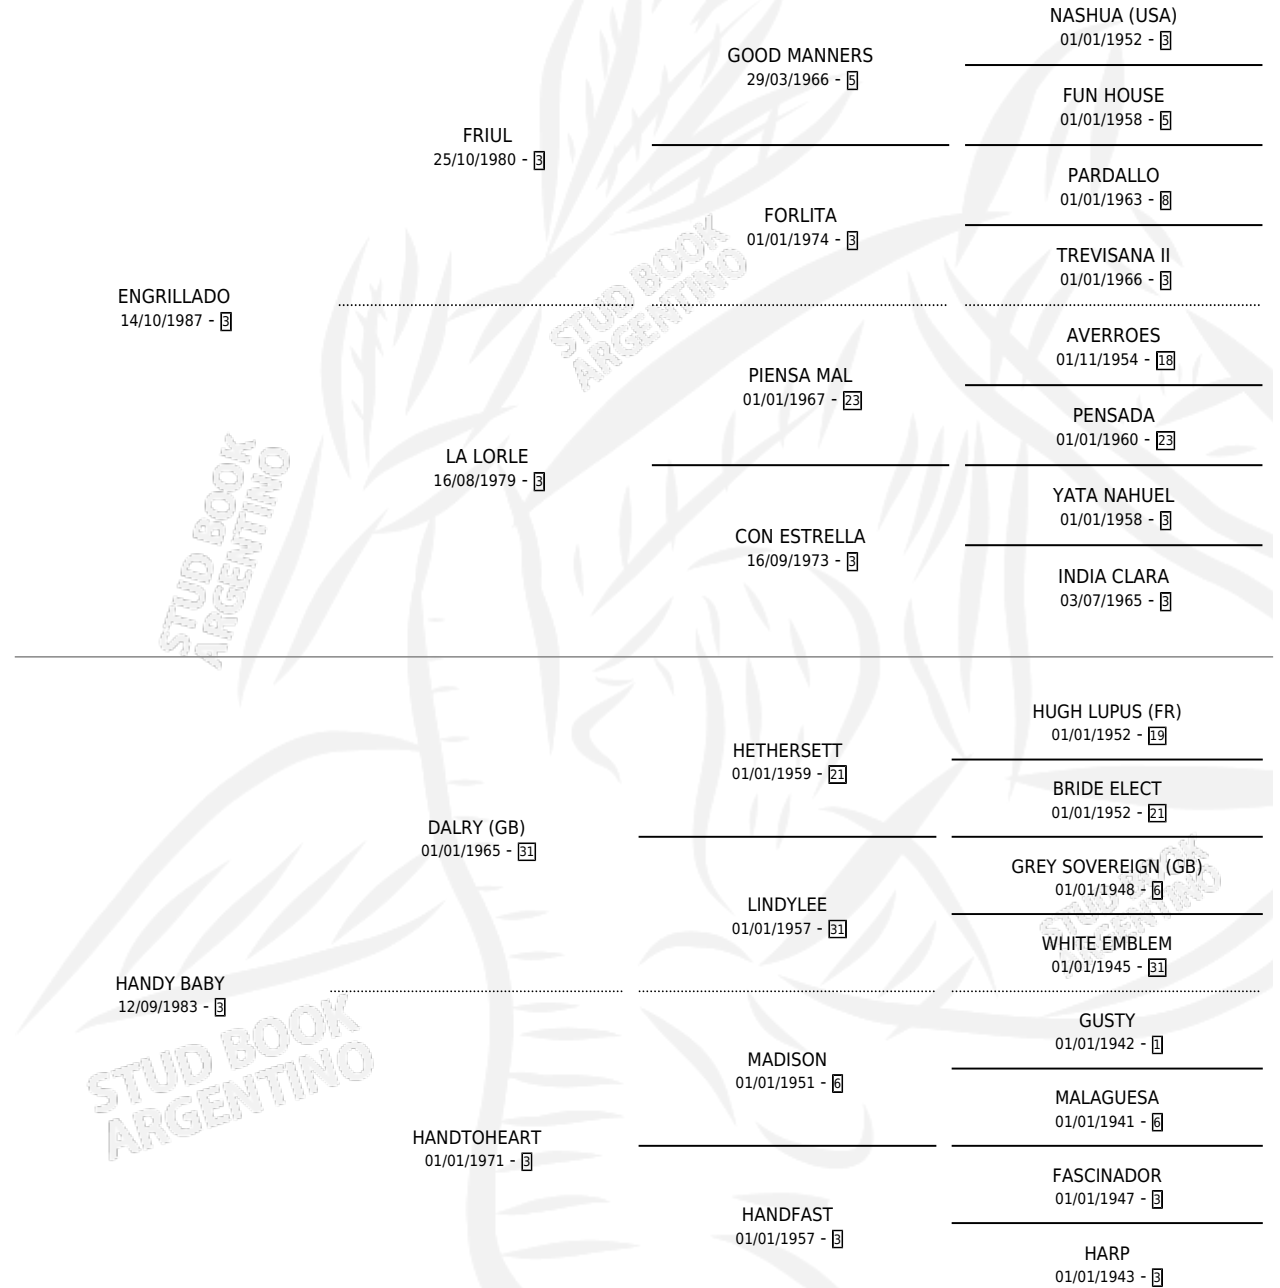 NASHUA (USA)
01/01/1952 - 3
GOOD MANNERS
29/03/1966 - 5
FUN HOUSE
01/01/1958 - 5
FRIUL
25/10/1980 - 3
PARDALLO
01/01/1963 - 8
FORLITA
01/01/1974 - 3
TREVISANA II
01/01/1966 - 3
ENGRILLADO
14/10/1987 - 3
AVERROES
01/11/1954 - 18
PIENSA MAL
01/01/1967 - 23
PENSADA
01/01/1960 - 23
LA LORLE
16/08/1979 - 3
YATA NAHUEL
01/01/1958 - 3
CON ESTRELLA
16/09/1973 - 3
INDIA CLARA
03/07/1965 - 3
HUGH LUPUS (FR)
01/01/1952 - 19
HETHERSETT
01/01/1959 - 21
BRIDE ELECT
01/01/1952 - 21
DALRY (GB)
01/01/1965 - 31
GREY SOVEREIGN (GB)
01/01/1948 - 6
LINDYLEE
01/01/1957 - 31
WHITE EMBLEM
01/01/1945 - 31
HANDY BABY
12/09/1983 - 3
GUSTY
01/01/1942 - 1
MADISON
01/01/1951 - 6
MALAGUESA
01/01/1941 - 6
HANDTOHEART
01/01/1971 - 3
FASCINADOR
01/01/1947 - 3
HANDFAST
01/01/1957 - 3
HARP
01/01/1943 - 3
STUD BOOK
ARGENTINO
STUD BOOK
ARGENTINO
STUD BOOK
ARGENTINO
STUD BOOK
ARGENTINO